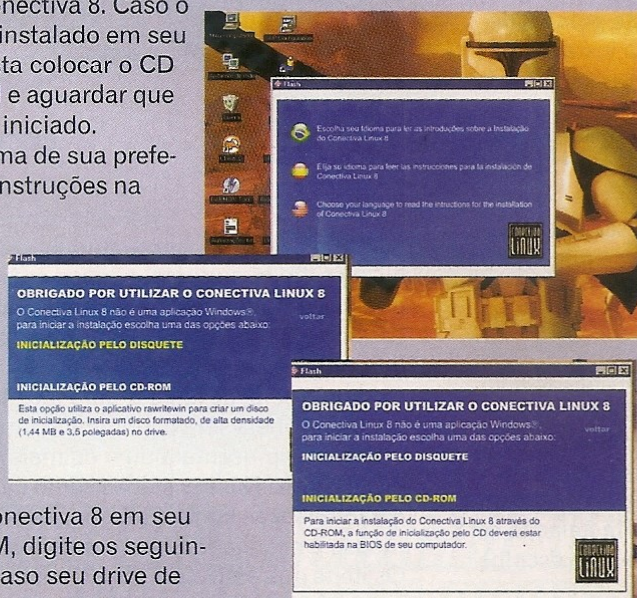 onectiva 8. Caso o
instalado em seu
sta colocar o CD
e aguardar que
iniciado.
ma de sua prefe-
nstruções na
Flash
Escolha seu Idioma para ler as introduções sobre a Instalação
do Conectiva Linux 8
Elija su idioma para leer las instrucciones para la instalación de
Conectiva Linux 8
Choose your language to read the intructions for the installation
of Conectiva Linux 8
CONECTIVA
LINUX
Flash
OBRIGADO POR UTILIZAR O CONECTIVA LINUX 8
O Conectiva Linux 8 não é uma aplicação Windows®,
para iniciar a instalação escolha uma das opções abaixo:
voltar
INICIALIZAÇÃO PELO DISQUETE
INICIALIZAÇÃO PELO CD-ROM
Esta opção utiliza o aplicativo rawritewin para criar um disco
de inicialização. Insira um disco formatado, de alta densidade
(1,44 MB e 3,5 polegadas) no drive.
Flash
OBRIGADO POR UTILIZAR O CONECTIVA LINUX 8
O Conectiva Linux 8 não é uma aplicação Windows®,
para iniciar a instalação escolha uma das opções abaixo:
voltar
INICIALIZAÇÃO PELO DISQUETE
INICIALIZAÇÃO PELO CD-ROM
Para iniciar a instalação do Conectiva Linux 8 através do
CD-ROM, a função de inicialização pelo CD deverá estar
habilitada na BIOS de seu computador.
CONECTIVA
LINUX
onectiva 8 em seu
M, digite os seguin-
aso seu drive de